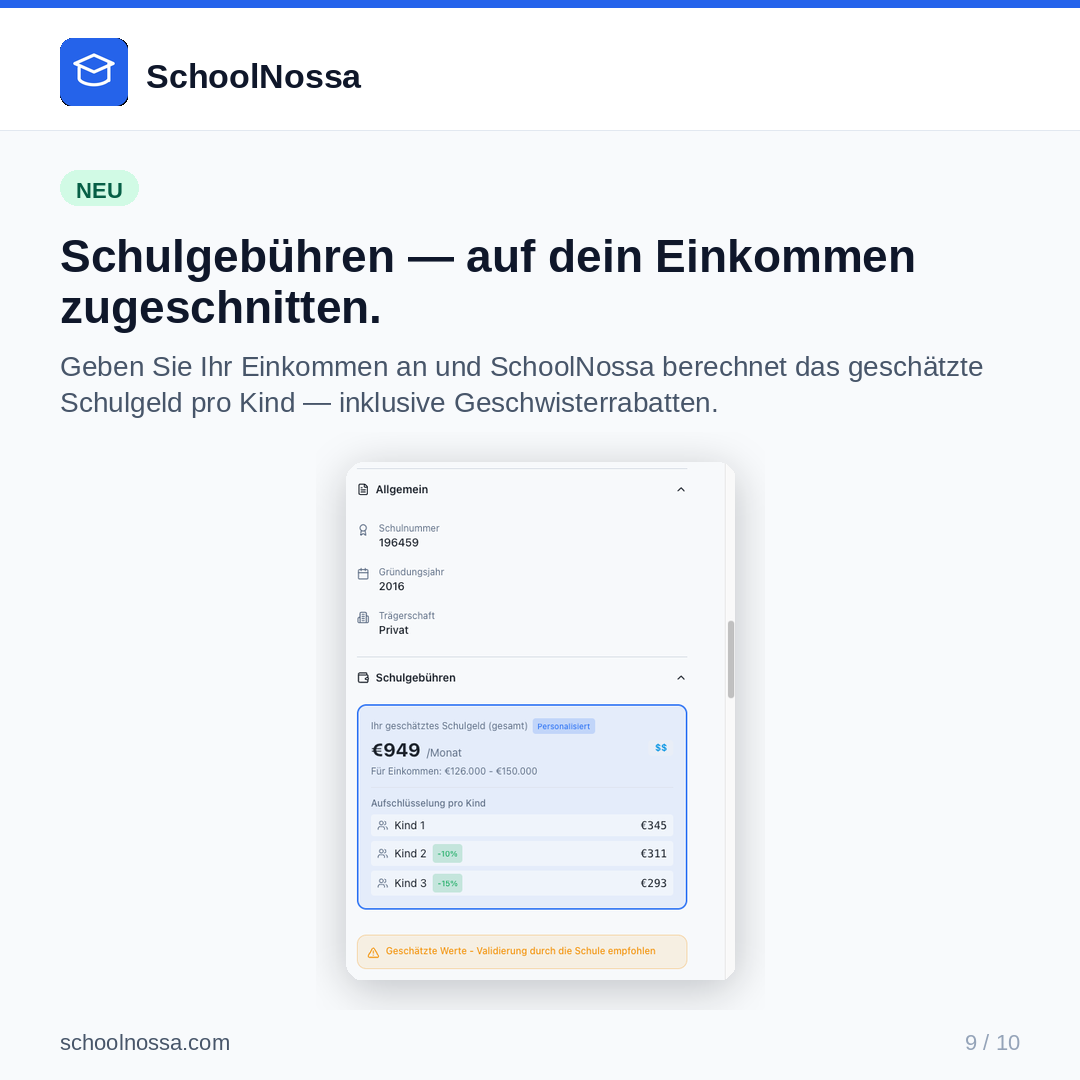 SchoolNossa
NEU
Schulgebühren — auf dein Einkommen
zugeschnitten.
Geben Sie Ihr Einkommen an und SchoolNossa berechnet das geschätzte
Schulgeld pro Kind — inklusive Geschwisterrabatten.
Allgemein
Schulnummer
196459
Gründungsjahr
2016
Trägerschaft
Privat
Schulgebühren
Ihr geschätztes Schulgeld (gesamt) Personalisiert
€949 /Monat $$
Für Einkommen: €126.000 - €150.000
Aufschlüsselung pro Kind
Kind 1 €345
Kind 2 -10% €311
Kind 3 -15% €293
Geschätzte Werte - Validierung durch die Schule empfohlen
schoolnossa.com 9 / 10